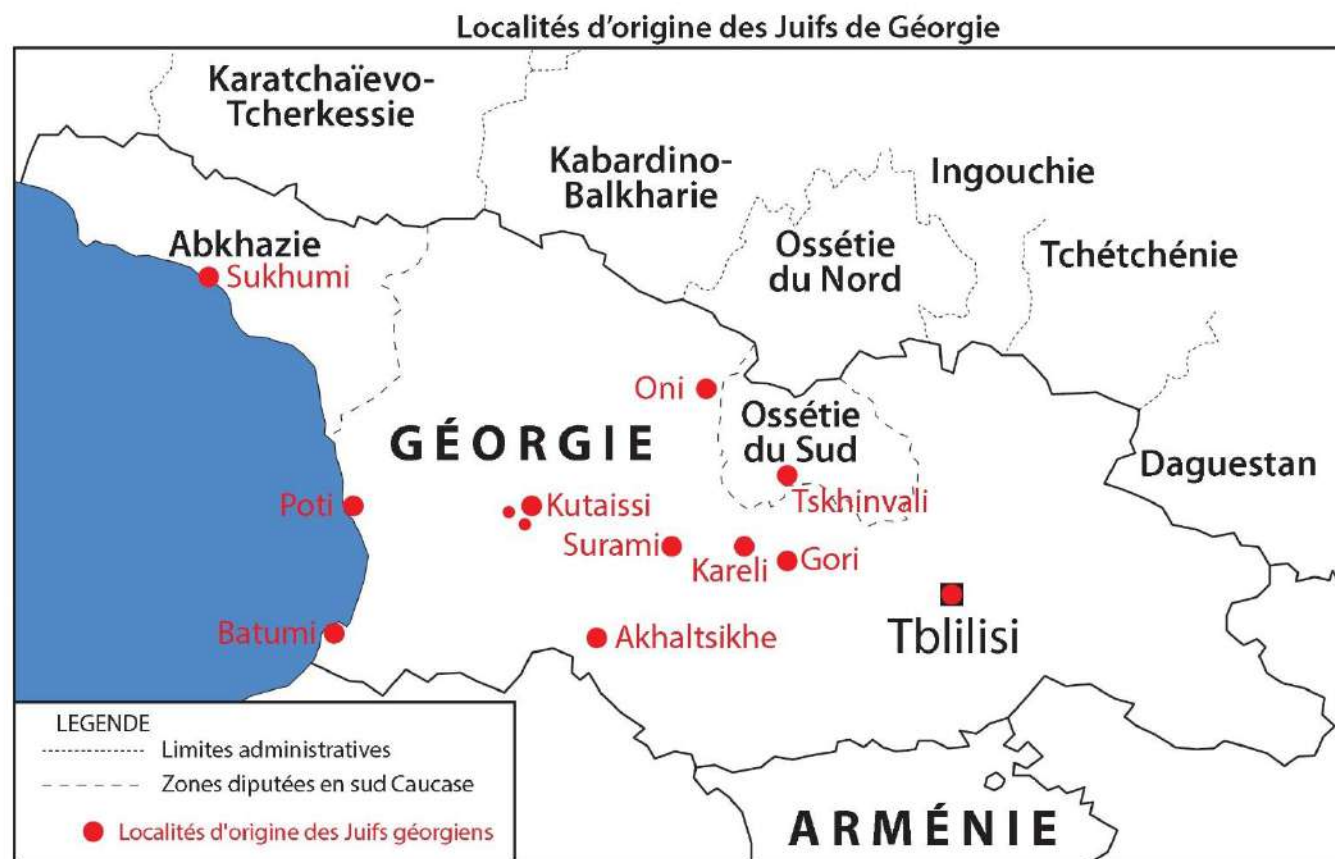 Localités d'origine des Juifs de Géorgie
Karatchaïevo-
Tcherkessie
Kabardino-
Balkharie
Ingouchie
Ossétie
du Nord
Tchétchénie
Abkhazie
Sukhumi
Oni
Ossétie
du Sud
GÉORGIE
Daguestan
Poti
Kutaissi
Tskhinvali
Surami
Kareli
Gori
Batumi
Akhaltsikhe
Tblilisi
LEGENDE
Limites administratives
Zones diputées en sud Caucase
Localités d'origine des Juifs géorgiens
ARMÉNIE